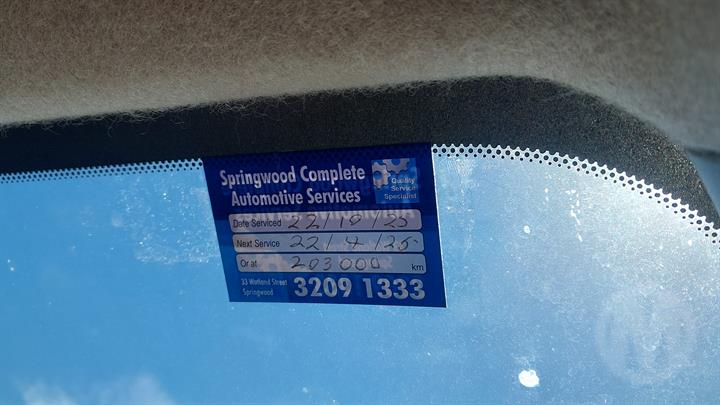 Springwood Complete
Automotive Services
Quality
Service
Specialist
Date Serviced 22/10/25
Next Service 22/4/25
Or at 203000 km
33 Watland Street
Springwood
3209 1333